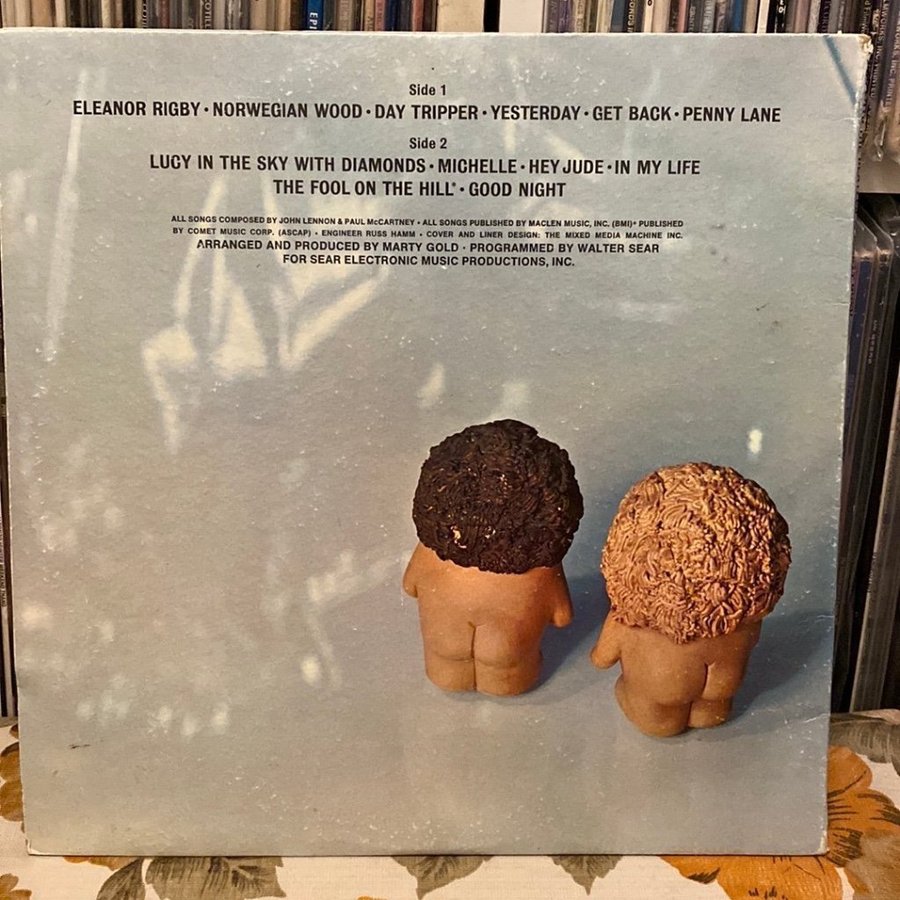 Side 1
ELEANOR RIGBY • NORWEGIAN WOOD • DAY TRIPPER • YESTERDAY • GET BACK • PENNY LANE
Side 2
LUCY IN THE SKY WITH DIAMONDS • MICHELLE • HEY JUDE • IN MY LIFE
THE FOOL ON THE HILL* • GOOD NIGHT
ALL SONGS COMPOSED BY JOHN LENNON & PAUL McCARTNEY • ALL SONGS PUBLISHED BY MACLEN MUSIC, INC. (BMI)* PUBLISHED
BY COMET MUSIC CORP. (ASCAP) • ENGINEER RUSS HAMM • COVER AND LINER DESIGN: THE MIXED MEDIA MACHINE INC.
ARRANGED AND PRODUCED BY MARTY GOLD • PROGRAMMED BY WALTER SEAR
FOR SEAR ELECTRONIC MUSIC PRODUCTIONS, INC.